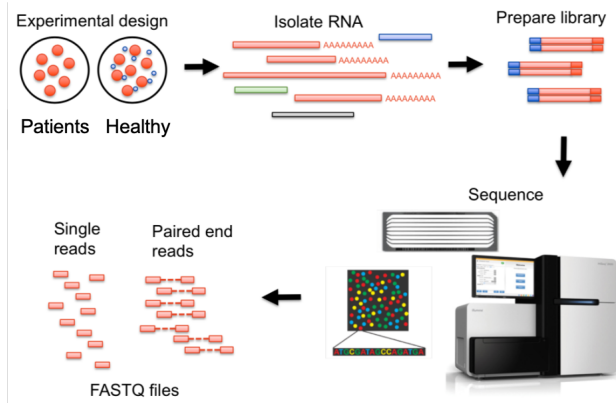 Experimental design
Patients
Healthy
Isolate RNA
AAAAAAAAA
AAAAAAAAA
AAAAAAAAA
AAAAAAAAA
Prepare library
Sequence
Single
reads
Paired end
reads
FASTQ files